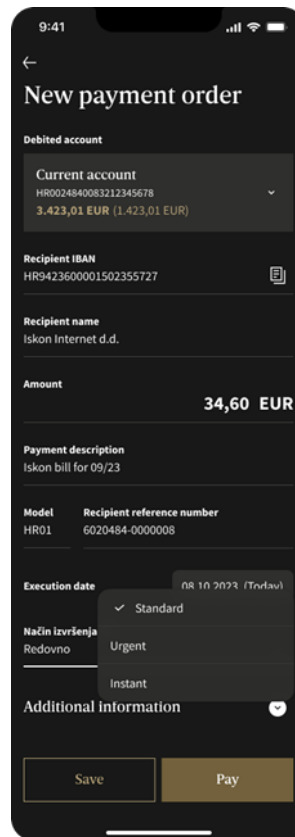 9:41
New payment order
Debited account
Current account
HR0024840083212345678
3.423,01 EUR (1.423,01 EUR)
Recipient IBAN
HR9423600001502355727
Recipient name
Iskon Internet d.d.
Amount
34,60 EUR
Payment description
Iskon bill for 09/23
Model Recipient reference number
HR01 6020484-0000008
Execution date 08.10.2023. (Today)
Standard
Način izvršenja
Redovno
Urgent
Instant
Additional information
Save Pay